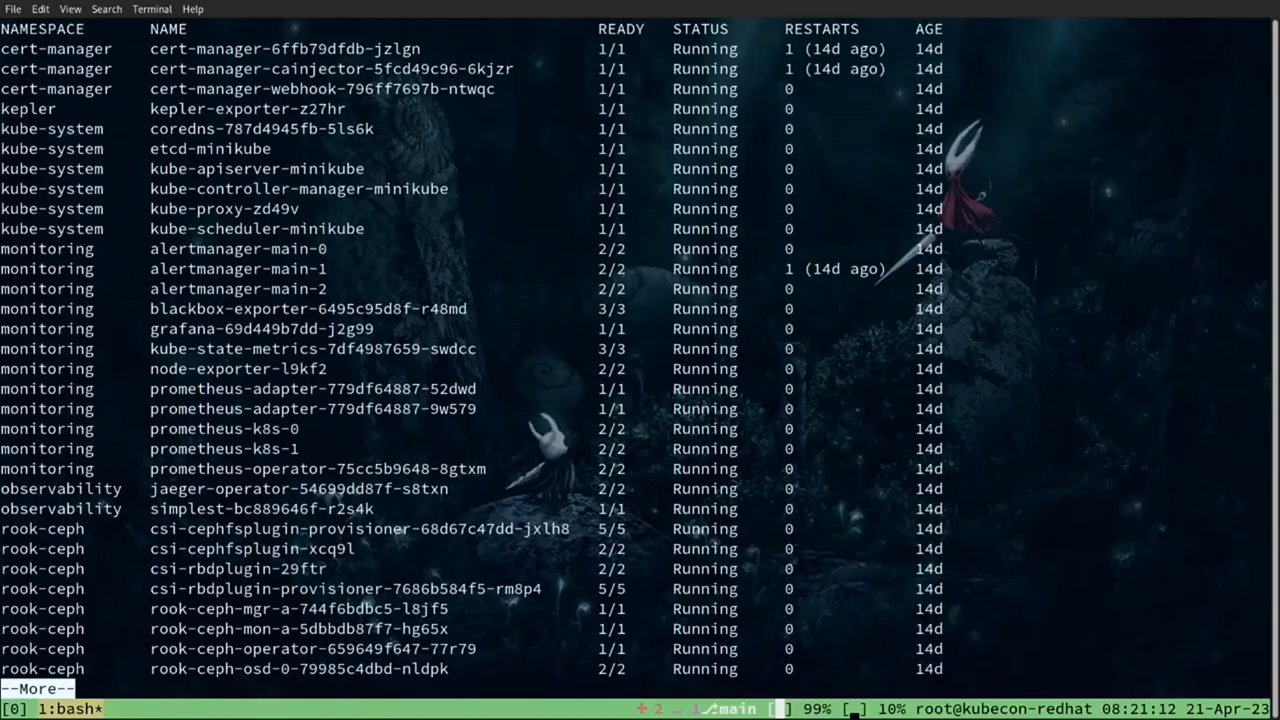 File Edit View Search Terminal Help
NAMESPACE NAME READY STATUS RESTARTS AGE
cert-manager cert-manager-6ffb79dfdb-jzlgn 1/1 Running 1 (14d ago) 14d
cert-manager cert-manager-cainjector-5fcd49c96-6kjzr 1/1 Running 1 (14d ago) 14d
cert-manager cert-manager-webhook-796ff7697b-ntwqc 1/1 Running 0 14d
kepler kepler-exporter-z27hr 1/1 Running 0 14d
kube-system coredns-787d4945fb-5ls6k 1/1 Running 0 14d
kube-system etcd-minikube 1/1 Running 0 14d
kube-system kube-apiserver-minikube 1/1 Running 0 14d
kube-system kube-controller-manager-minikube 1/1 Running 0 14d
kube-system kube-proxy-zd49v 1/1 Running 0 14d
kube-system kube-scheduler-minikube 1/1 Running 0 14d
monitoring alertmanager-main-0 2/2 Running 0 14d
monitoring alertmanager-main-1 2/2 Running 1 (14d ago) 14d
monitoring alertmanager-main-2 2/2 Running 0 14d
monitoring blackbox-exporter-6495c95d8f-r48md 3/3 Running 0 14d
monitoring grafana-69d449b7dd-j2g99 1/1 Running 0 14d
monitoring kube-state-metrics-7df4987659-swdcc 3/3 Running 0 14d
monitoring node-exporter-l9kf2 2/2 Running 0 14d
monitoring prometheus-adapter-779df64887-52dwd 1/1 Running 0 14d
monitoring prometheus-adapter-779df64887-9w579 1/1 Running 0 14d
monitoring prometheus-k8s-0 2/2 Running 0 14d
monitoring prometheus-k8s-1 2/2 Running 0 14d
monitoring prometheus-operator-75cc5b9648-8gtxm 2/2 Running 0 14d
observability jaeger-operator-54699dd87f-s8txn 2/2 Running 0 14d
observability simplest-bc889646f-r2s4k 1/1 Running 0 14d
rook-ceph csi-cephfsplugin-provisioner-68d67c47dd-jxlh8 5/5 Running 0 14d
rook-ceph csi-cephfsplugin-xcq9l 2/2 Running 0 14d
rook-ceph csi-rbdplugin-29ftr 2/2 Running 0 14d
rook-ceph csi-rbdplugin-provisioner-7686b584f5-rm8p4 5/5 Running 0 14d
rook-ceph rook-ceph-mgr-a-744f6bdbc5-l8jf5 1/1 Running 0 14d
rook-ceph rook-ceph-mon-a-5dbbdb87f7-hg65x 1/1 Running 0 14d
rook-ceph rook-ceph-operator-659649f647-77r79 1/1 Running 0 14d
rook-ceph rook-ceph-osd-0-79985c4dbd-nldpk 2/2 Running 0 14d
--More--
[0] 1:bash* + 2 … 1 main [ ] 99% [▄] 10% root@kubecon-redhat 08:21:12 21-Apr-23